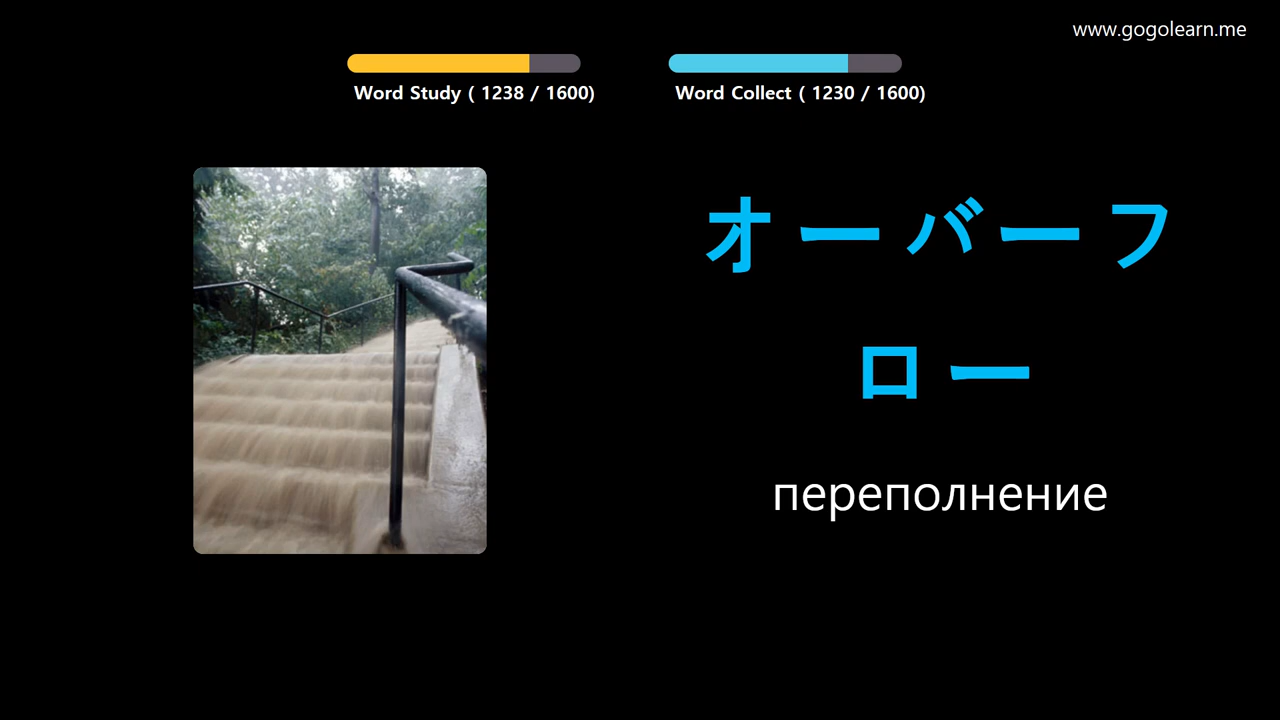 www.gogolearn.me
Word Study ( 1238 / 1600)
Word Collect ( 1230 / 1600)
オーバーフ
ロー
переполнение